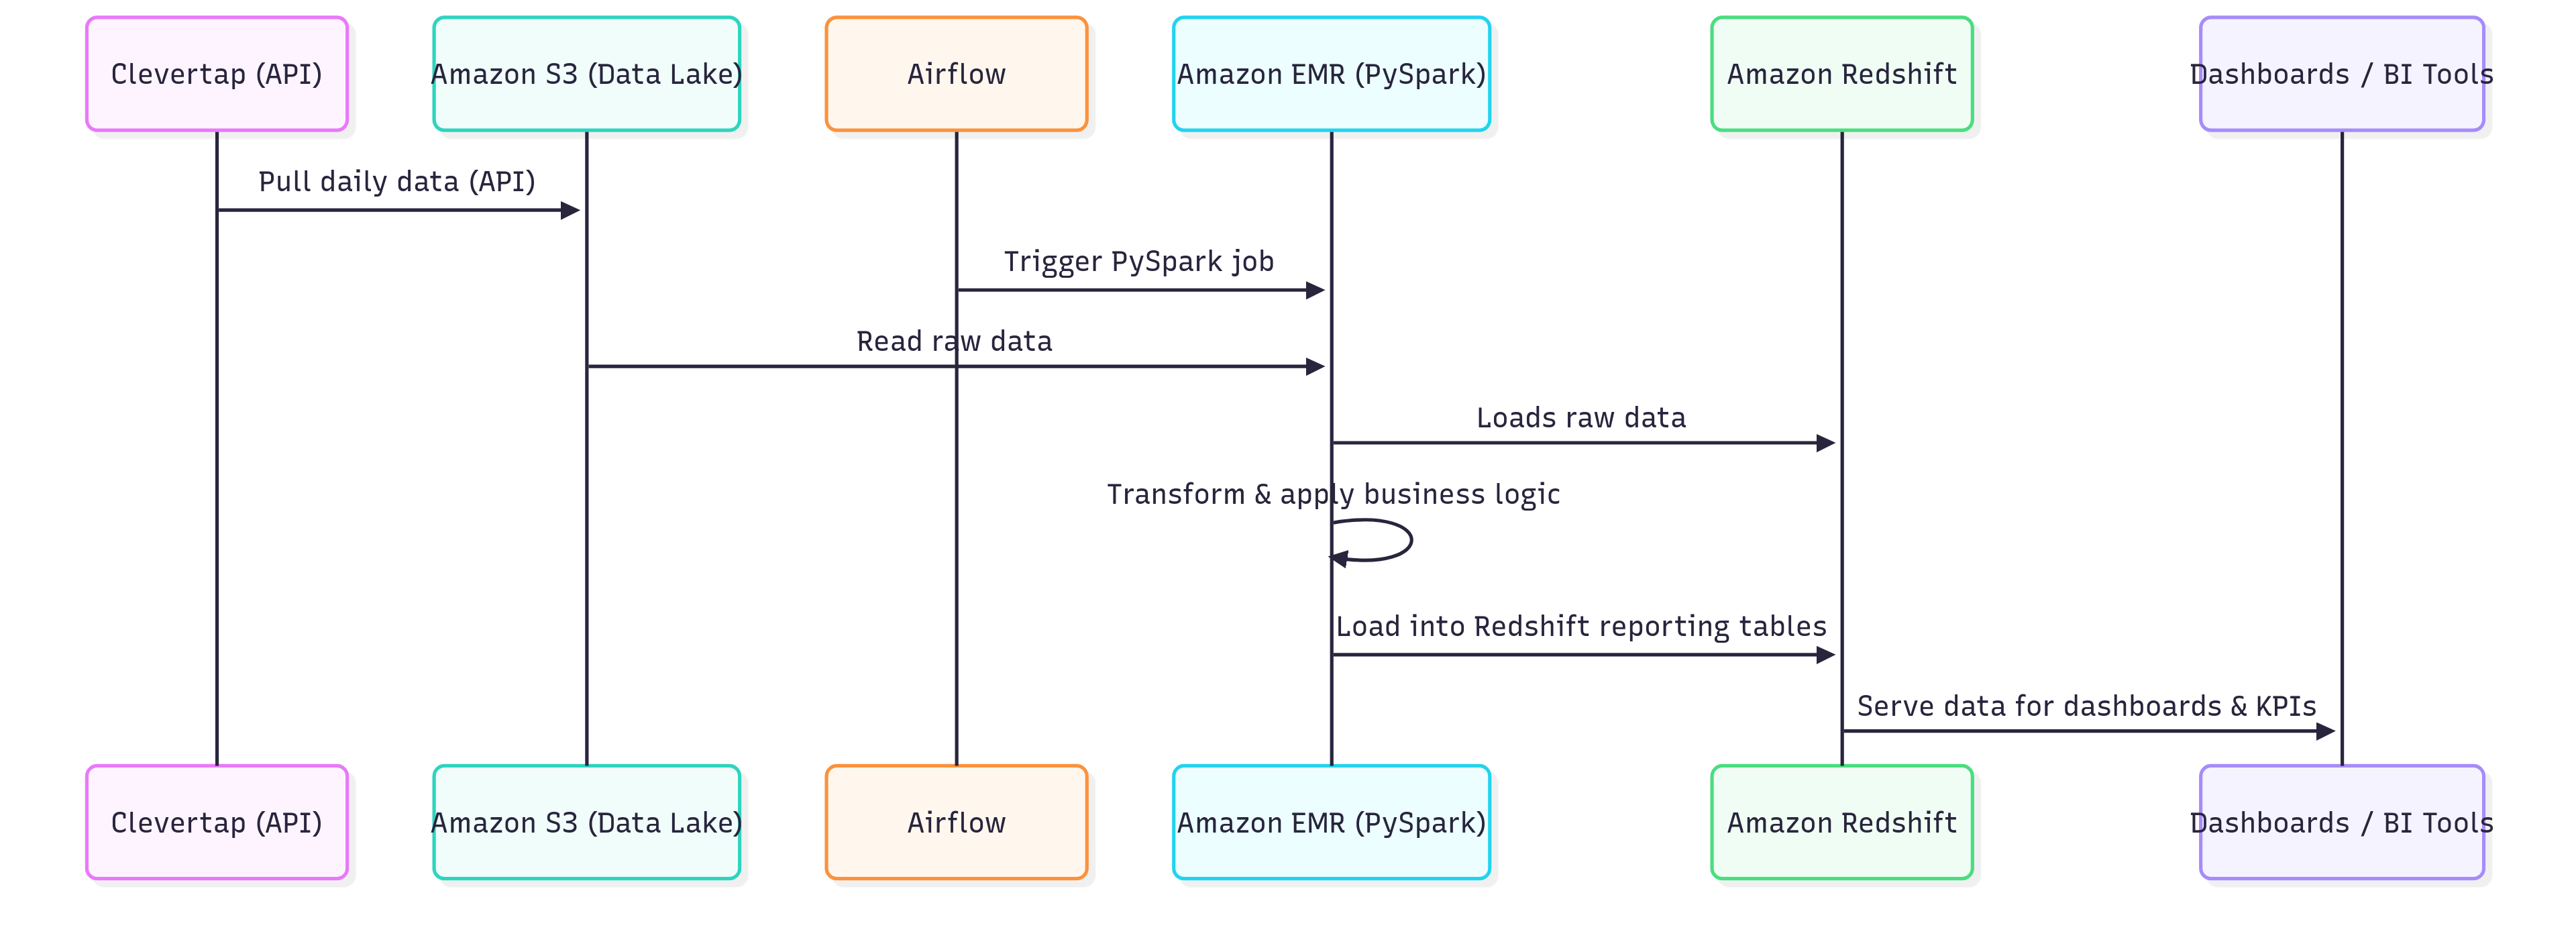 Clevertap (API)
Amazon S3 (Data Lake)
Airflow
Amazon EMR (PySpark)
Amazon Redshift
Dashboards / BI Tools
Pull daily data (API)
Trigger PySpark job
Read raw data
Loads raw data
Transform & apply business logic
Load into Redshift reporting tables
Serve data for dashboards & KPIs
Clevertap (API)
Amazon S3 (Data Lake)
Airflow
Amazon EMR (PySpark)
Amazon Redshift
Dashboards / BI Tools